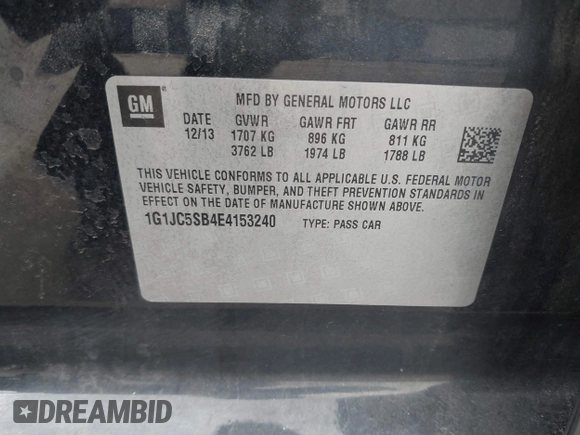 GM
MFD BY GENERAL MOTORS LLC
DATE GVWR GAWR FRT GAWR RR
12/13 1707 KG 896 KG 811 KG
3762 LB 1974 LB 1788 LB
THIS VEHICLE CONFORMS TO ALL APPLICABLE U.S. FEDERAL MOTOR
VEHICLE SAFETY, BUMPER, AND THEFT PREVENTION STANDARDS IN
EFFECT ON THE DATE OF MANUFACTURE SHOWN ABOVE.
1G1JC5SB4E4153240 TYPE: PASS CAR
DREAMBID